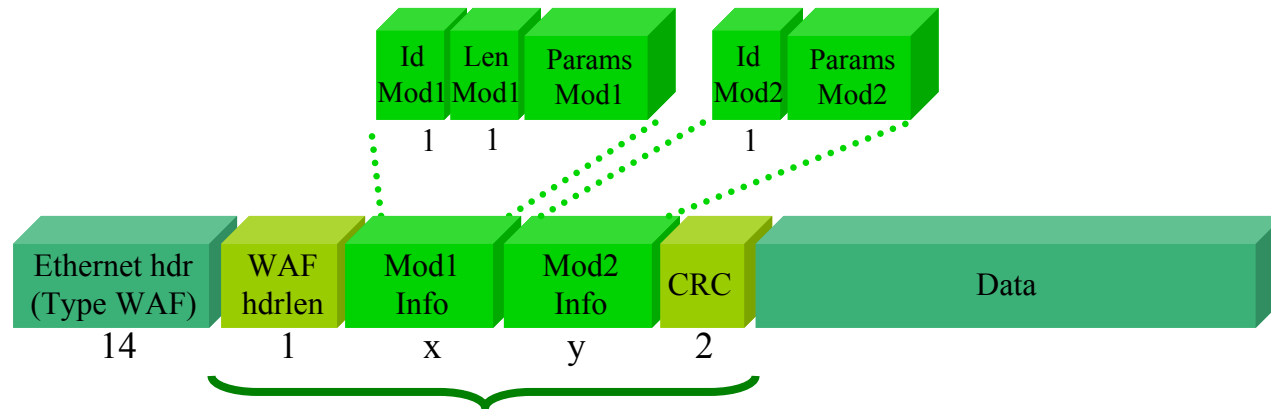 Id
Mod1
Len
Mod1
Params
Mod1
Id
Mod2
Params
Mod2
1
1
1
Ethernet hdr
(Type WAF)
WAF
hdrlen
Mod1
Info
Mod2
Info
CRC
Data
14
1
x
y
2